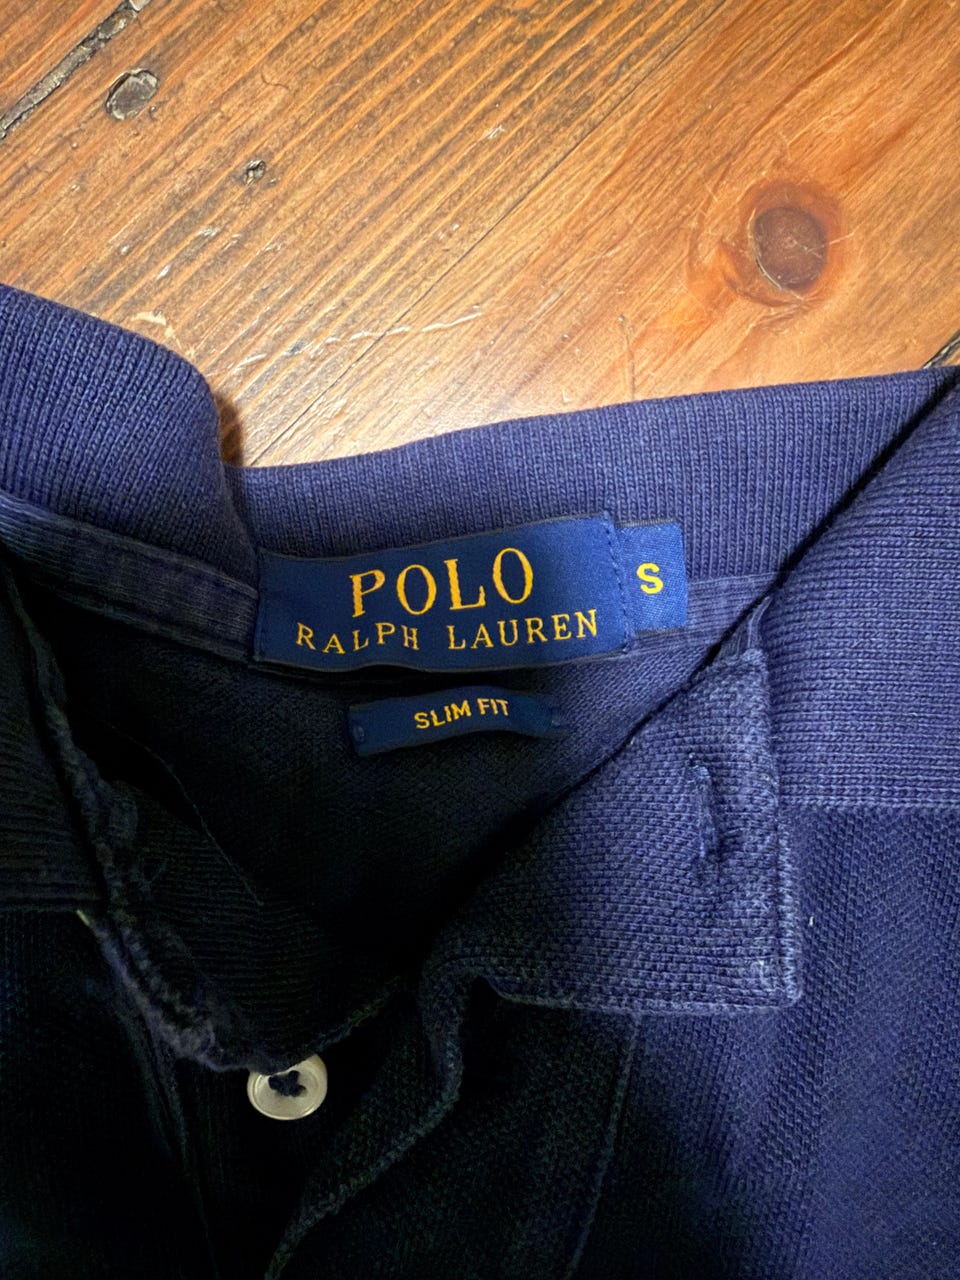 POLO
RALPH LAUREN
S
SLIM FIT